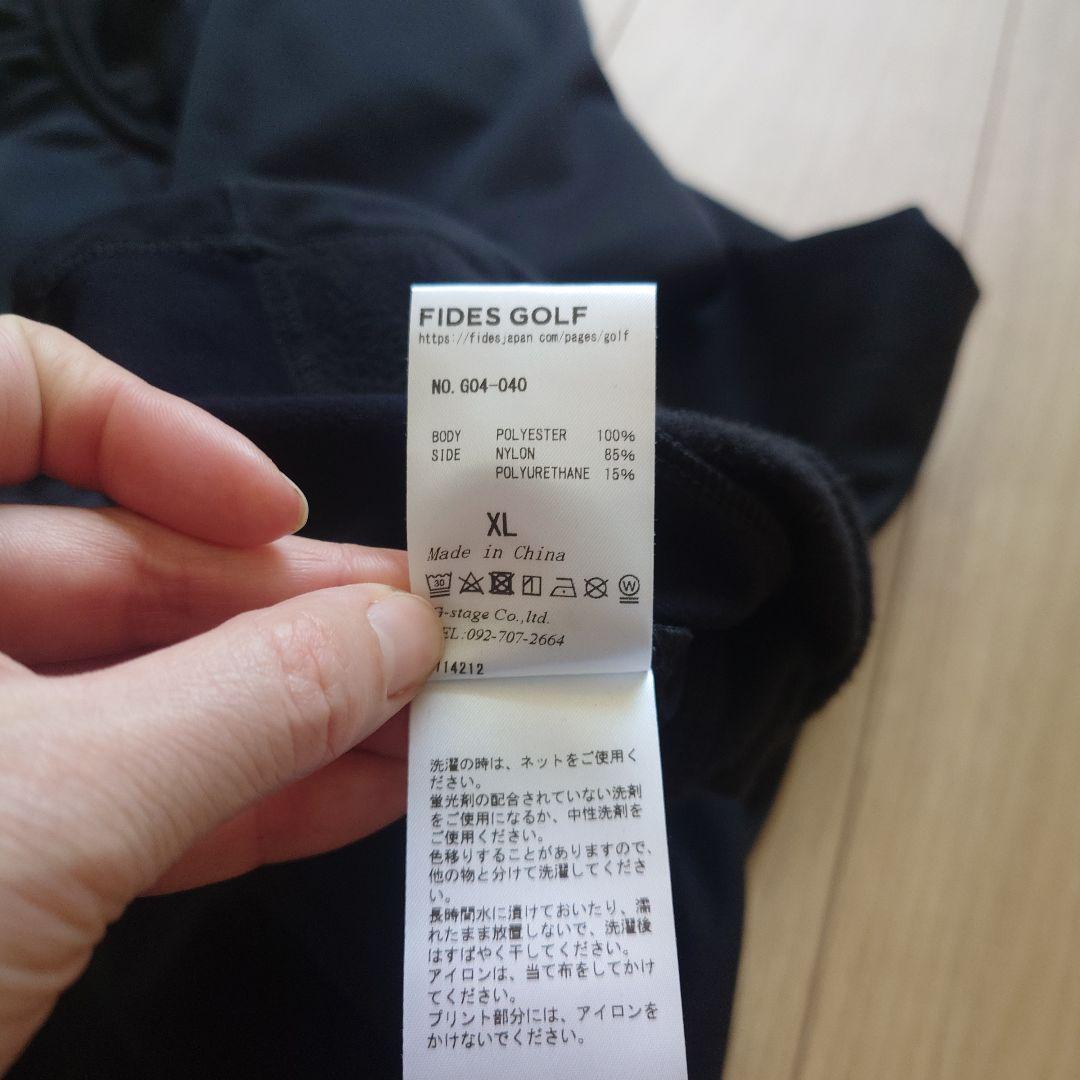 FIDES GOLF
https://fidesjapan.com/pages/golf
NO. G04-040
BODY POLYESTER 100%
SIDE NYLON 85%
POLYURETHANE 15%
XL
Made in China
30 W
-stage Co.,ltd.
EL:092-707-2664
114212
洗濯の時は、ネットをご使用く
ださい。
蛍光剤の配合されていない洗剤
をご使用になるか、中性洗剤を
ご使用ください。
色移りすることがありますので、
他の物と分けて洗濯してくださ
い。
長時間水に漬けておいたり、濡
れたまま放置しないで、洗濯後
はすばやく干してください。
アイロンは、当て布をしてかけ
てください。
プリント部分には、アイロンを
かけないでください。